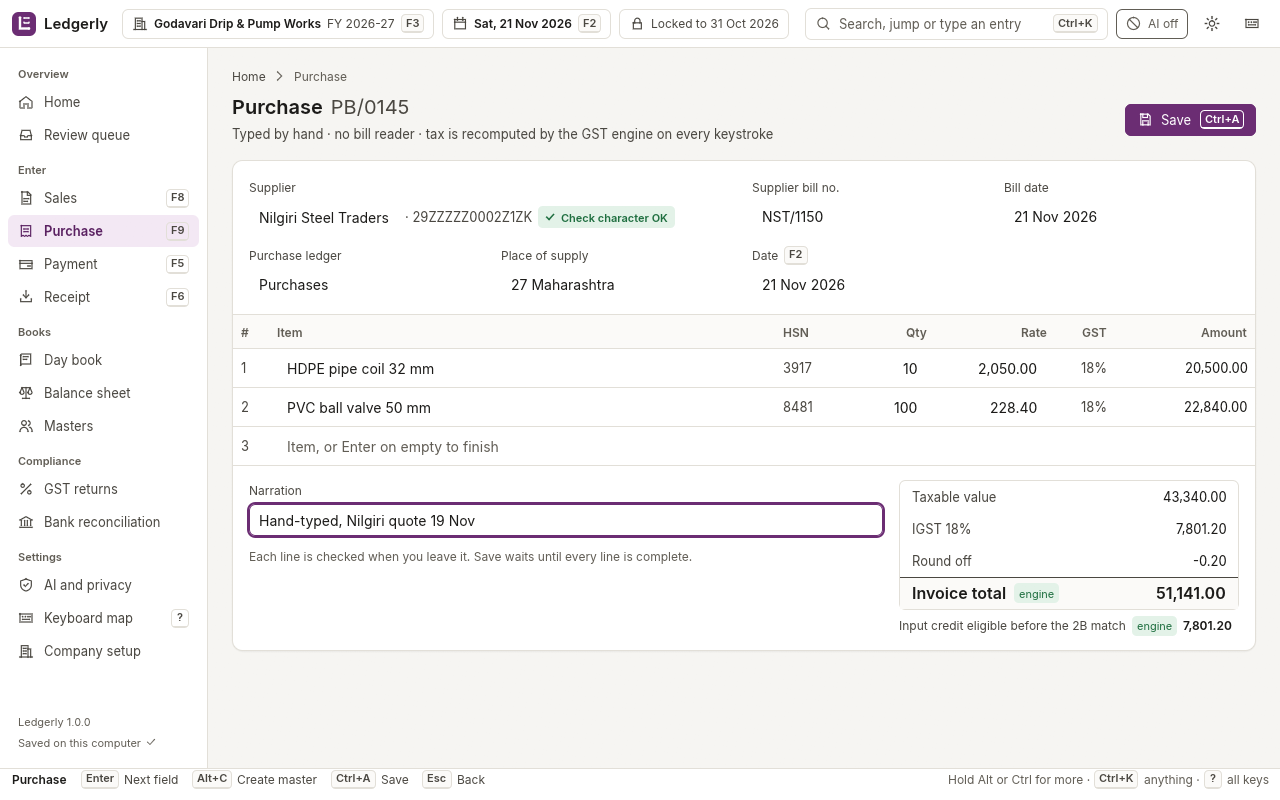 Ledgerly
Godavari Drip & Pump Works FY 2026-27 F3
Sat, 21 Nov 2026 F2
Locked to 31 Oct 2026
Search, jump or type an entry Ctrl+K
AI off
Overview
Home
Review queue
Enter
Sales F8
Purchase F9
Payment F5
Receipt F6
Books
Day book
Balance sheet
Masters
Compliance
GST returns
Bank reconciliation
Settings
AI and privacy
Keyboard map ?
Company setup
Ledgerly 1.0.0
Saved on this computer
Home Purchase
Purchase PB/0145
Typed by hand · no bill reader · tax is recomputed by the GST engine on every keystroke
Save Ctrl+A
Supplier Supplier bill no. Bill date
Nilgiri Steel Traders · 29ZZZZZ0002Z1ZK Check character OK NST/1150 21 Nov 2026
Purchase ledger Place of supply Date F2
Purchases 27 Maharashtra 21 Nov 2026
# Item HSN Qty Rate GST Amount
1 HDPE pipe coil 32 mm 3917 10 2,050.00 18% 20,500.00
2 PVC ball valve 50 mm 8481 100 228.40 18% 22,840.00
3 Item, or Enter on empty to finish
Narration
Hand-typed, Nilgiri quote 19 Nov
Each line is checked when you leave it. Save waits until every line is complete.
Taxable value 43,340.00
IGST 18% 7,801.20
Round off -0.20
Invoice total engine 51,141.00
Input credit eligible before the 2B match engine 7,801.20
Purchase Enter Next field Alt+C Create master Ctrl+A Save Esc Back
Hold Alt or Ctrl for more · Ctrl+K anything · ? all keys